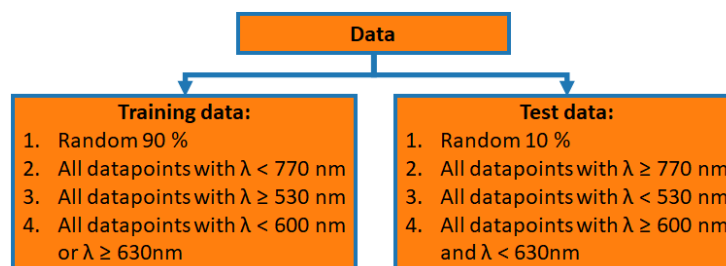 Data
Training data:
1. Random 90 %
2. All datapoints with λ < 770 nm
3. All datapoints with λ ≥ 530 nm
4. All datapoints with λ < 600 nm
or λ ≥ 630nm
Test data:
1. Random 10 %
2. All datapoints with λ ≥ 770 nm
3. All datapoints with λ < 530 nm
4. All datapoints with λ ≥ 600 nm
and λ < 630nm